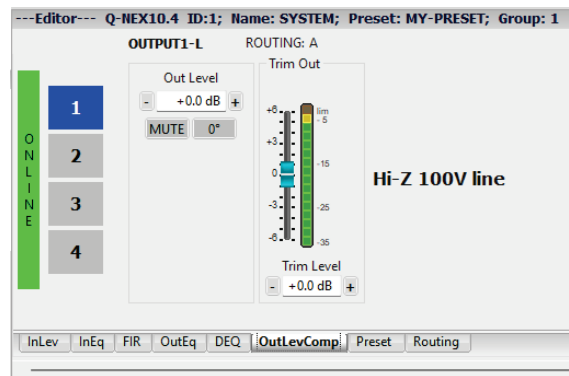 ---Editor--- Q-NEX10.4 ID:1; Name: SYSTEM; Preset: MY-PRESET; Group: 1
OUTPUT1-L ROUTING: A
ONLINE
1
2
3
4
Out Level
- +0.0 dB +
MUTE 0°
Trim Out
+6 lim
- 5
+3
-15
0
-3 -25
-6 -35
Trim Level
- +0.0 dB +
Hi-Z 100V line
InLev InEq FIR OutEq DEQ OutLevComp Preset Routing